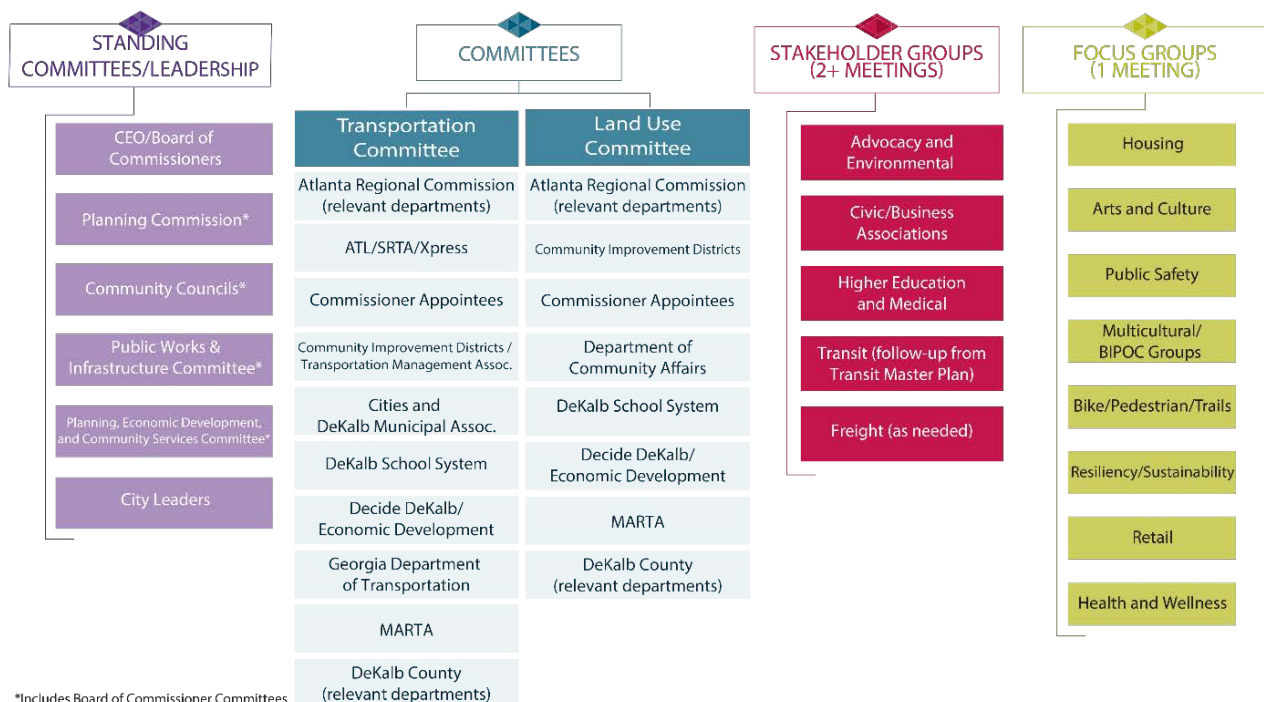 STANDING
COMMITTEES/LEADERSHIP
CEO/Board of
Commissioners
Planning Commission*
Community Councils*
Public Works &
Infrastructure Committee*
Planning, Economic Development,
and Community Services Committee*
City Leaders
COMMITTEES
Transportation
Committee
Atlanta Regional Commission
(relevant departments)
ATL/SRTA/Xpress
Commissioner Appointees
Community Improvement Districts /
Transportation Management Assoc.
Cities and
DeKalb Municipal Assoc.
DeKalb School System
Decide DeKalb/
Economic Development
Georgia Department
of Transportation
MARTA
DeKalb County
(relevant departments)
Land Use
Committee
Atlanta Regional Commission
(relevant departments)
Community Improvement Districts
Commissioner Appointees
Department of
Community Affairs
DeKalb School System
Decide DeKalb/
Economic Development
MARTA
DeKalb County
(relevant departments)
STAKEHOLDER GROUPS
(2+ MEETINGS)
Advocacy and
Environmental
Civic/Business
Associations
Higher Education
and Medical
Transit (follow-up from
Transit Master Plan)
Freight (as needed)
FOCUS GROUPS
(1 MEETING)
Housing
Arts and Culture
Public Safety
Multicultural/
BIPOC Groups
Bike/Pedestrian/Trails
Resiliency/Sustainability
Retail
Health and Wellness
*Includes Board of Commissioner Committees